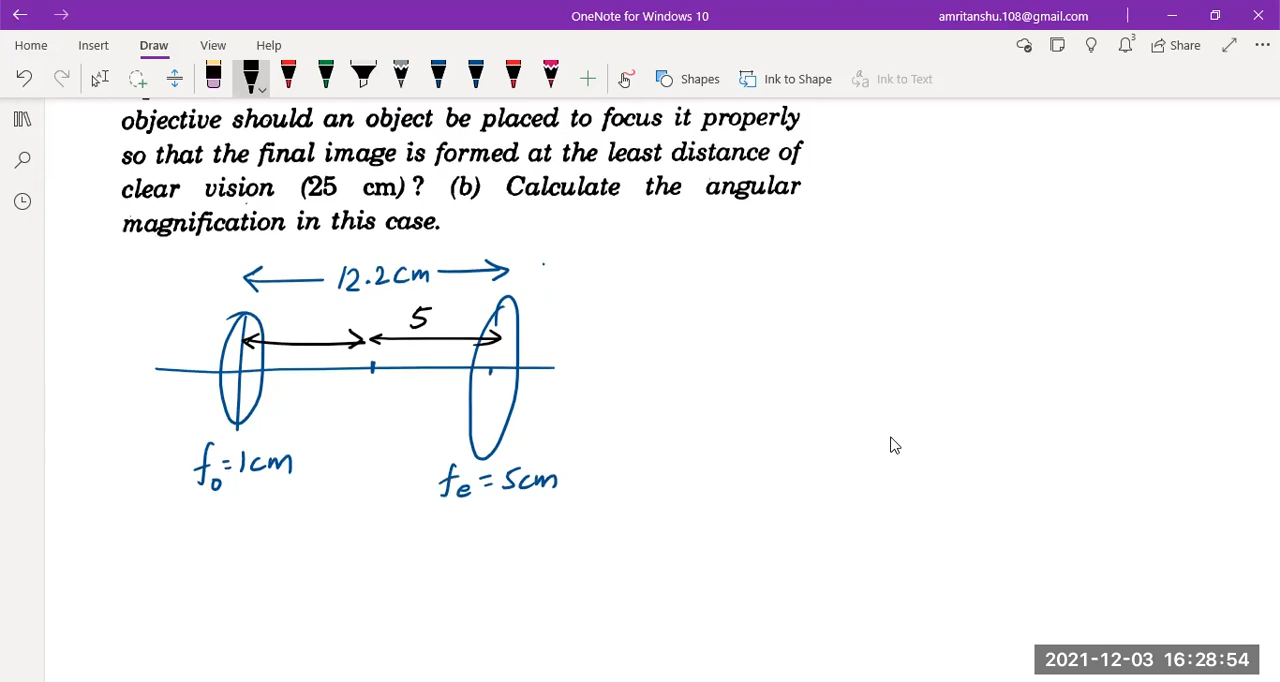 OneNote for Windows 10
amritanshu.108@gmail.com
Home Insert Draw View Help
3
Share
Shapes
Ink to Shape
Ink to Text
objective should an object be placed to focus it properly
so that the final image is formed at the least distance of
clear vision (25 cm)? (b) Calculate the angular
magnification in this case.
12.2cm
5
fo=1cm
fe=5cm
2021-12-03 16:28:54